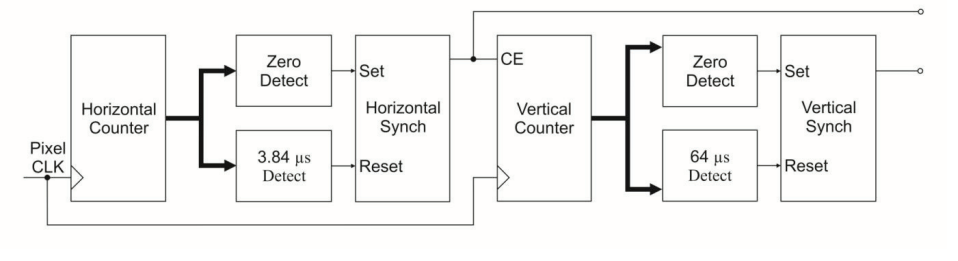 Pixel
CLK
Horizontal
Counter
Zero
Detect
3.84 μs
Detect
Set
Horizontal
Synch
Reset
CE
Vertical
Counter
Zero
Detect
64 μs
Detect
Set
Vertical
Synch
Reset